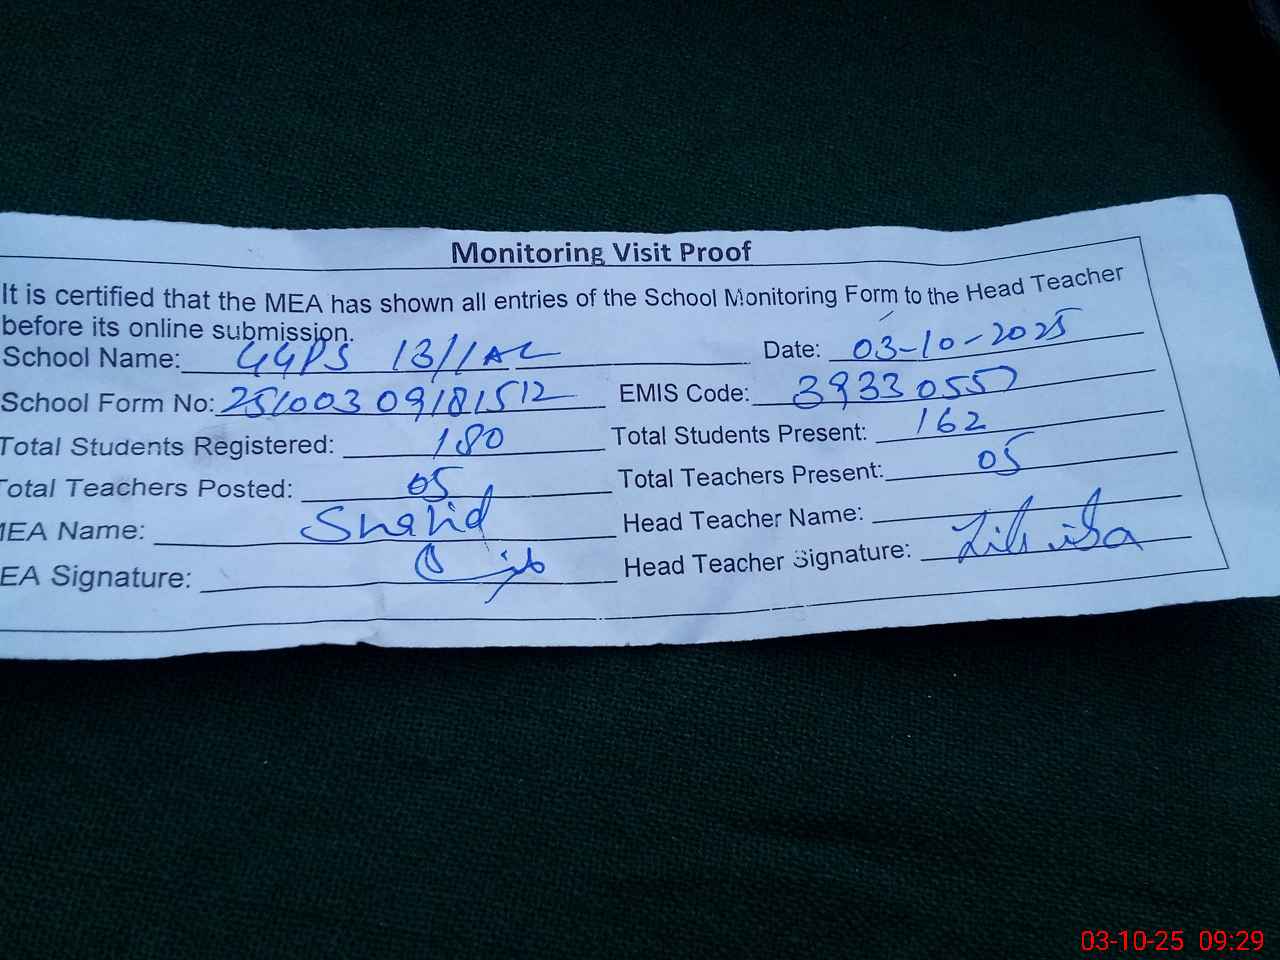 Monitoring Visit Proof
It is certified that the MEA has shown all entries of the School Monitoring Form to the Head Teacher
before its online submission.
School Name: GGPS 13/1AL Date: 03-10-2025
School Form No: 25100309181512 EMIS Code: 39330557
Total Students Registered: 180 Total Students Present: 162
Total Teachers Posted: 05 Total Teachers Present: 05
MEA Name: Shahid Head Teacher Name:
EA Signature: Head Teacher Signature:
03-10-25 09:29